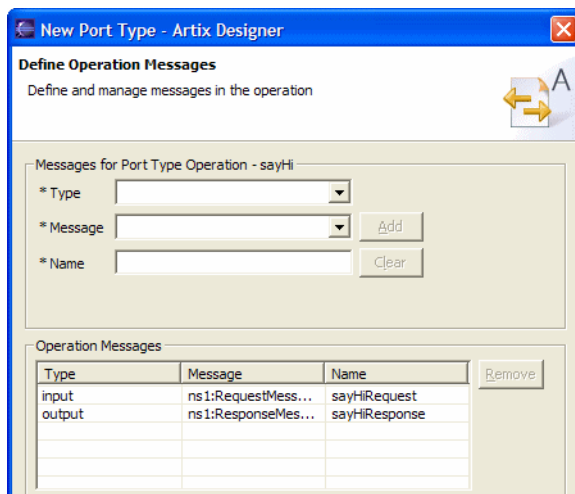 New Port Type - Artix Designer
Define Operation Messages
Define and manage messages in the operation
A
Messages for Port Type Operation - sayHi
* Type
* Message
Add
* Name
Clear
Operation Messages
Type Message Name
Remove
input ns1:RequestMess... sayHiRequest
output ns1:ResponseMes... sayHiResponse